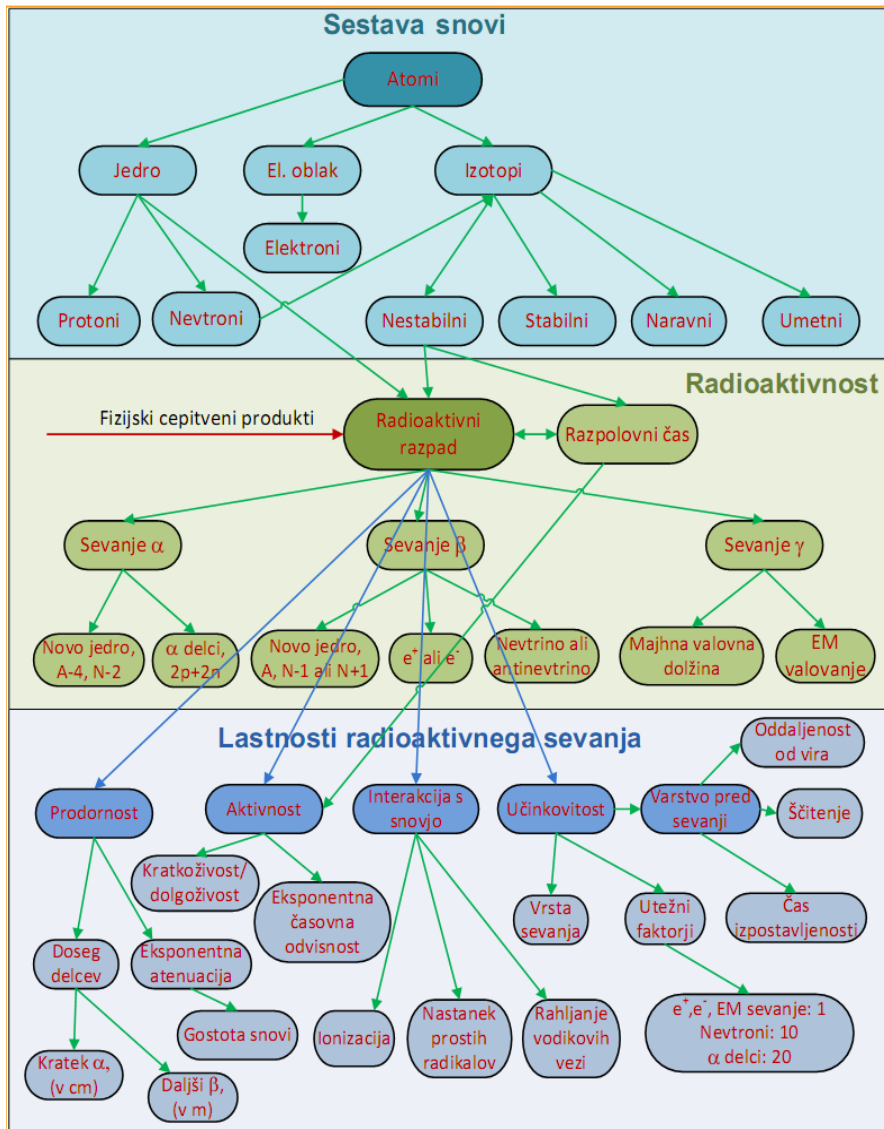 Sestava snovi
Atomi
Jedro
El. oblak
Izotopi
Elektroni
Protoni
Nevtroni
Nestabilni
Stabilni
Naravni
Umetni
Radioaktivnost
Fizijski cepitveni produkti
Radioaktivni
razpad
Razpolovni čas
Sevanje α
Sevanje β
Sevanje γ
Novo jedro,
A-4, N-2
α delci,
2p+2n
Novo jedro,
A, N-1 ali N+1
e⁺ ali e⁻
Nevtrino ali
antinevtrino
Majhna valovna
dolžina
EM
valovanje
Lastnosti radioaktivnega sevanja
Oddaljenost
od vira
Prodornost
Aktivnost
Interakcija s
snovjo
Učinkovitost
Varstvo pred
sevanji
Ščitenje
Kratkoživost/
dolgoživost
Eksponentna
časovna
odvisnost
Vrsta
sevanja
Utežni
faktorji
Čas
izpostavljenosti
Doseg
delcev
Eksponentna
atenuacija
Gostota snovi
Ionizacija
Nastanek
prostih
radikalov
Rahljanje
vodikovih
vezi
e⁺,e⁻, EM sevanje: 1
Nevtroni: 10
α delci: 20
Kratek α,
(v cm)
Daljši β,
(v m)